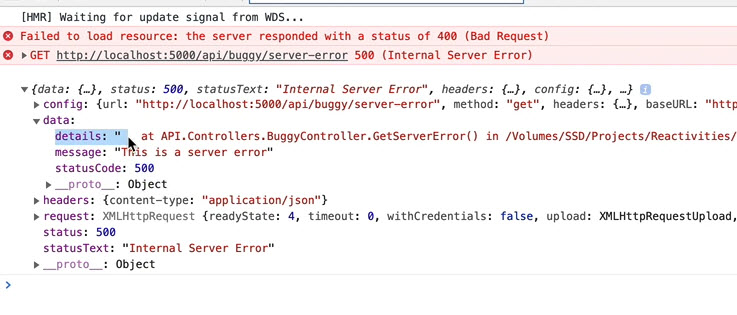 [HMR] Waiting for update signal from WDS...
Failed to load resource: the server responded with a status of 400 (Bad Request)
GET http://localhost:5000/api/buggy/server-error 500 (Internal Server Error)
{data: {…}, status: 500, statusText: "Internal Server Error", headers: {…}, config: {…}, …}
config: {url: "http://localhost:5000/api/buggy/server-error", method: "get", headers: {…}, baseURL: "http
data:
details: "   at API.Controllers.BuggyController.GetServerError() in /Volumes/SSD/Projects/Reactivities/
message: "This is a server error"
statusCode: 500
__proto__: Object
headers: {content-type: "application/json"}
request: XMLHttpRequest {readyState: 4, timeout: 0, withCredentials: false, upload: XMLHttpRequestUpload,
status: 500
statusText: "Internal Server Error"
__proto__: Object